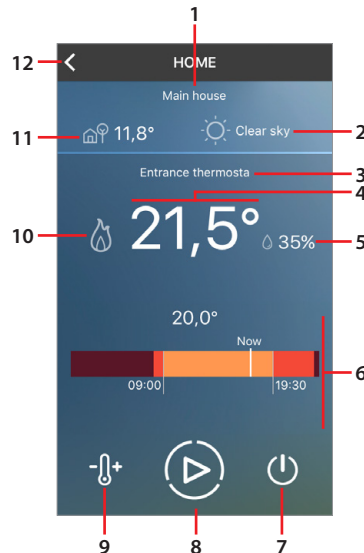 1
12 HOME
Main house
11 11,8° Clear sky 2
Entrance thermosta 3
4
10 21,5° 35% 5
20,0°
Now
6
09:00 19:30
-+
9 8 7